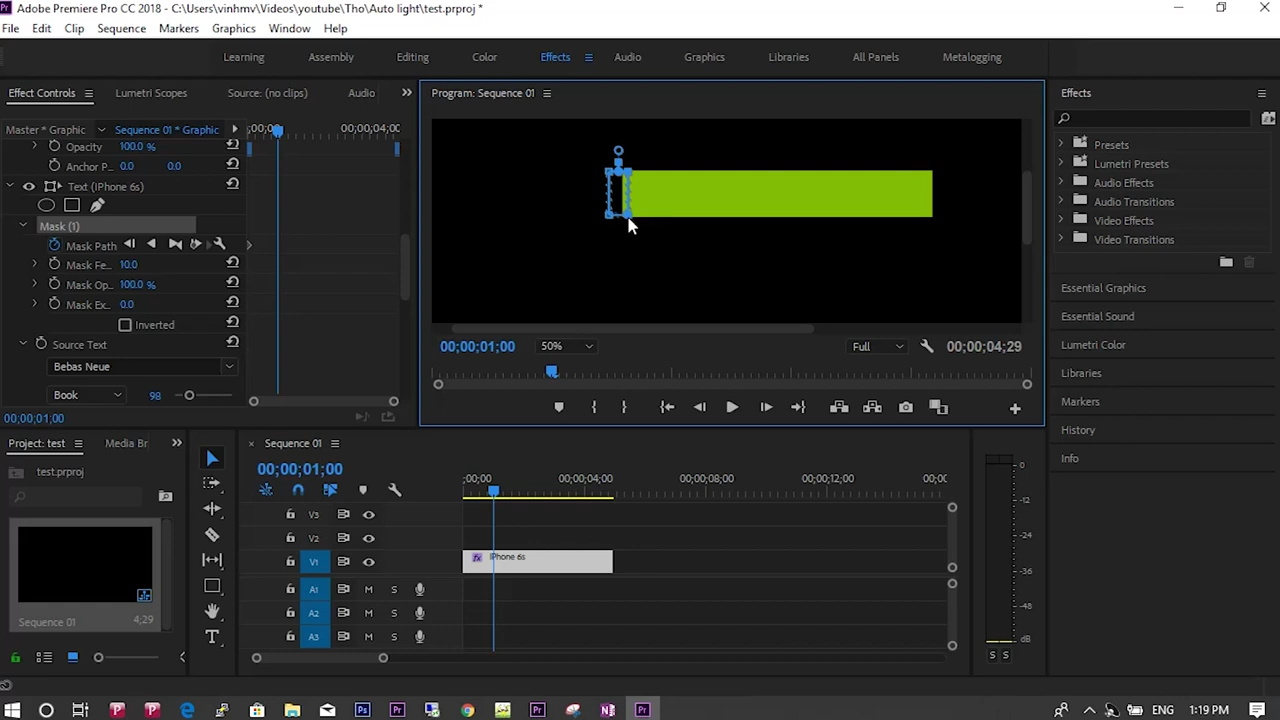 Adobe Premiere Pro CC 2018 - C:\Users\vinhmv\Videos\youtube\Tho\Auto light\test.prproj *
File Edit Clip Sequence Markers Graphics Window Help
Learning Assembly Editing Color Effects Audio Graphics Libraries All Panels Metalogging
Effect Controls Lumetri Scopes Source: (no clips) Audio
Master * Graphic Sequence 01 * Graphic ;00;00 00;00;04;00
Opacity 100.0 %
Anchor P... 0.0 0.0
Text (IPhone 6s)
Mask (1)
Mask Path
Mask Fe... 10.0
Mask Op... 100.0 %
Mask Ex... 0.0
Inverted
Source Text
Bebas Neue
Book 98
00;00;01;00
Program: Sequence 01
00;00;01;00 50% Full 00;00;04;29
Effects
Presets
Lumetri Presets
Audio Effects
Audio Transitions
Video Effects
Video Transitions
Essential Graphics
Essential Sound
Lumetri Color
Libraries
Markers
History
Info
Project: test Media Br
test.prproj
Sequence 01 4;29
Sequence 01
00;00;01;00
;00;00 00;00;04;00 00;00;08;00 00;00;12;00 00;0
V3
V2
V1 IPhone 6s
A1 M S
A2 M S
A3 M S
0
-12
-24
-36
-48
dB
S S
ENG 1:19 PM